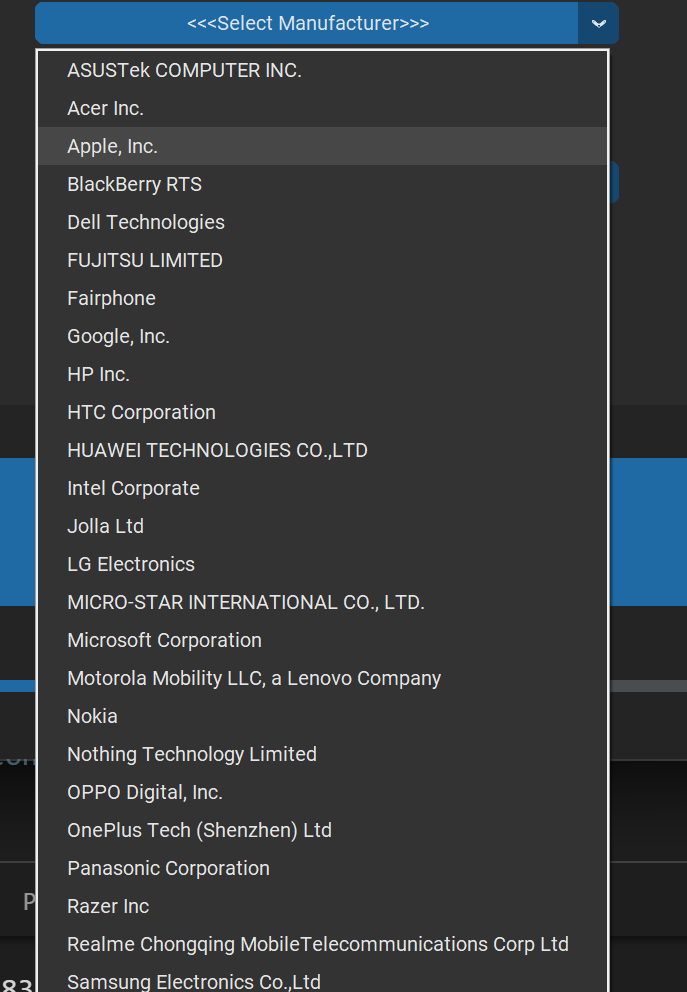 <<<Select Manufacturer>>>
ASUSTek COMPUTER INC.
Acer Inc.
Apple, Inc.
BlackBerry RTS
Dell Technologies
FUJITSU LIMITED
Fairphone
Google, Inc.
HP Inc.
HTC Corporation
HUAWEI TECHNOLOGIES CO.,LTD
Intel Corporate
Jolla Ltd
LG Electronics
MICRO-STAR INTERNATIONAL CO., LTD.
Microsoft Corporation
Motorola Mobility LLC, a Lenovo Company
Nokia
Nothing Technology Limited
OPPO Digital, Inc.
OnePlus Tech (Shenzhen) Ltd
Panasonic Corporation
P
Razer Inc
Realme Chongqing MobileTelecommunications Corp Ltd
Samsung Electronics Co.,Ltd
83